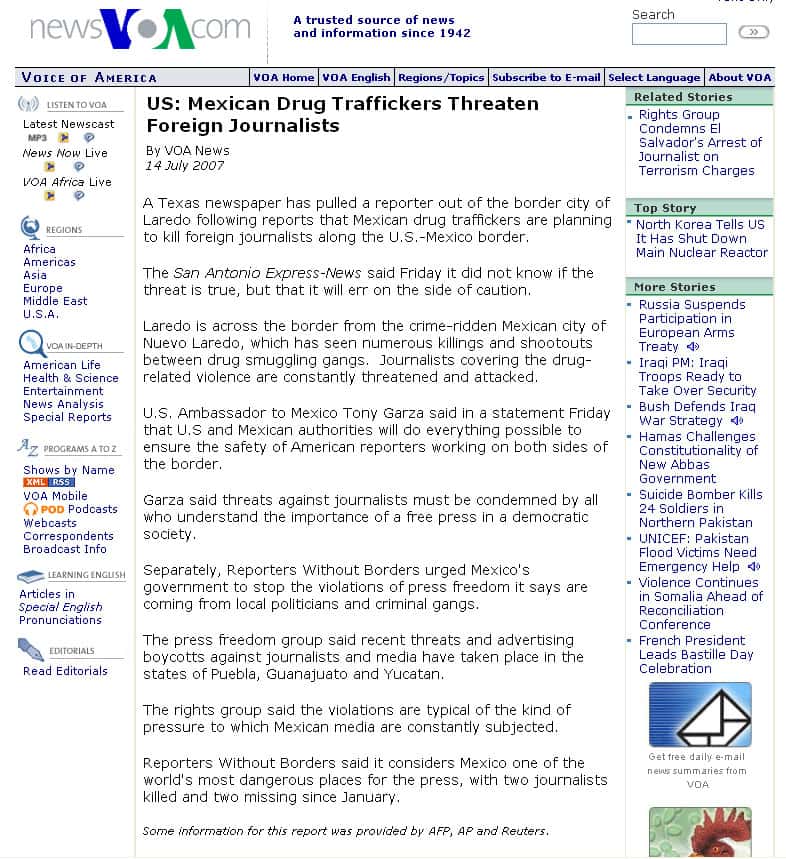 newsVOAcom
A trusted source of news
and information since 1942
Search
VOICE OF AMERICA
VOA Home
VOA English
Regions/Topics
Subscribe to E-mail
Select Language
About VOA
LISTEN TO VOA
Latest Newscast
MP3
News Now Live
VOA Africa Live
REGIONS
Africa
Americas
Asia
Europe
Middle East
U.S.A.
VOA IN-DEPTH
American Life
Health & Science
Entertainment
News Analysis
Special Reports
PROGRAMS A TO Z
Shows by Name
XML RSS
VOA Mobile
POD Podcasts
Webcasts
Correspondents
Broadcast Info
LEARNING ENGLISH
Articles in
Special English
Pronunciations
EDITORIALS
Read Editorials
US: Mexican Drug Traffickers Threaten
Foreign Journalists
By VOA News
14 July 2007
A Texas newspaper has pulled a reporter out of the border city of
Laredo following reports that Mexican drug traffickers are planning
to kill foreign journalists along the U.S.-Mexico border.
The San Antonio Express-News said Friday it did not know if the
threat is true, but that it will err on the side of caution.
Laredo is across the border from the crime-ridden Mexican city of
Nuevo Laredo, which has seen numerous killings and shootouts
between drug smuggling gangs. Journalists covering the drug-
related violence are constantly threatened and attacked.
U.S. Ambassador to Mexico Tony Garza said in a statement Friday
that U.S and Mexican authorities will do everything possible to
ensure the safety of American reporters working on both sides of
the border.
Garza said threats against journalists must be condemned by all
who understand the importance of a free press in a democratic
society.
Separately, Reporters Without Borders urged Mexico's
government to stop the violations of press freedom it says are
coming from local politicians and criminal gangs.
The press freedom group said recent threats and advertising
boycotts against journalists and media have taken place in the
states of Puebla, Guanajuato and Yucatan.
The rights group said the violations are typical of the kind of
pressure to which Mexican media are constantly subjected.
Reporters Without Borders said it considers Mexico one of the
world's most dangerous places for the press, with two journalists
killed and two missing since January.
Some information for this report was provided by AFP, AP and Reuters.
Related Stories
Rights Group
Condemns El
Salvador's Arrest of
Journalist on
Terrorism Charges
Top Story
North Korea Tells US
It Has Shut Down
Main Nuclear Reactor
More Stories
Russia Suspends
Participation in
European Arms
Treaty
Iraqi PM: Iraqi
Troops Ready to
Take Over Security
Bush Defends Iraq
War Strategy
Hamas Challenges
Constitutionality of
New Abbas
Government
Suicide Bomber Kills
24 Soldiers in
Northern Pakistan
UNICEF: Pakistan
Flood Victims Need
Emergency Help
Violence Continues
in Somalia Ahead of
Reconciliation
Conference
French President
Leads Bastille Day
Celebration
Get free daily e-mail
news summaries from
VOA